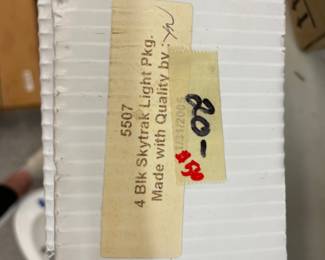 5507
4 Blk Skytrak Light Pkg.
Made with Quality by:
80-
$50